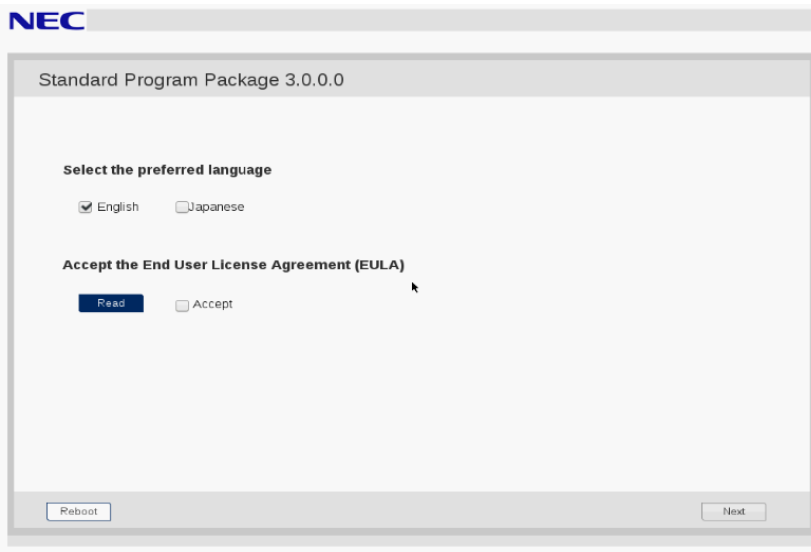 NEC
Standard Program Package 3.0.0.0
Select the preferred language
English Japanese
Accept the End User License Agreement (EULA)
Read Accept
Reboot Next